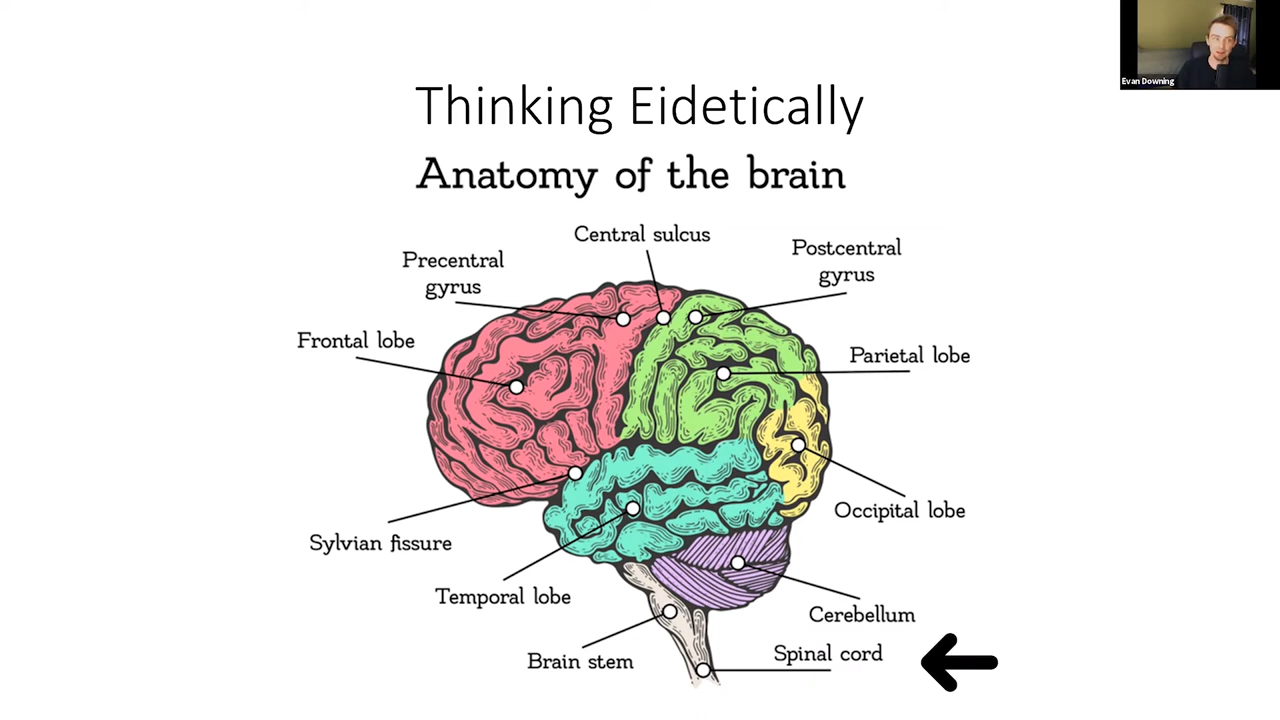 Evan Downing
Thinking Eidetically
Anatomy of the brain
Central sulcus
Precentral
gyrus
Postcentral
gyrus
Frontal lobe
Parietal lobe
Occipital lobe
Sylvian fissure
Temporal lobe
Cerebellum
Brain stem
Spinal cord